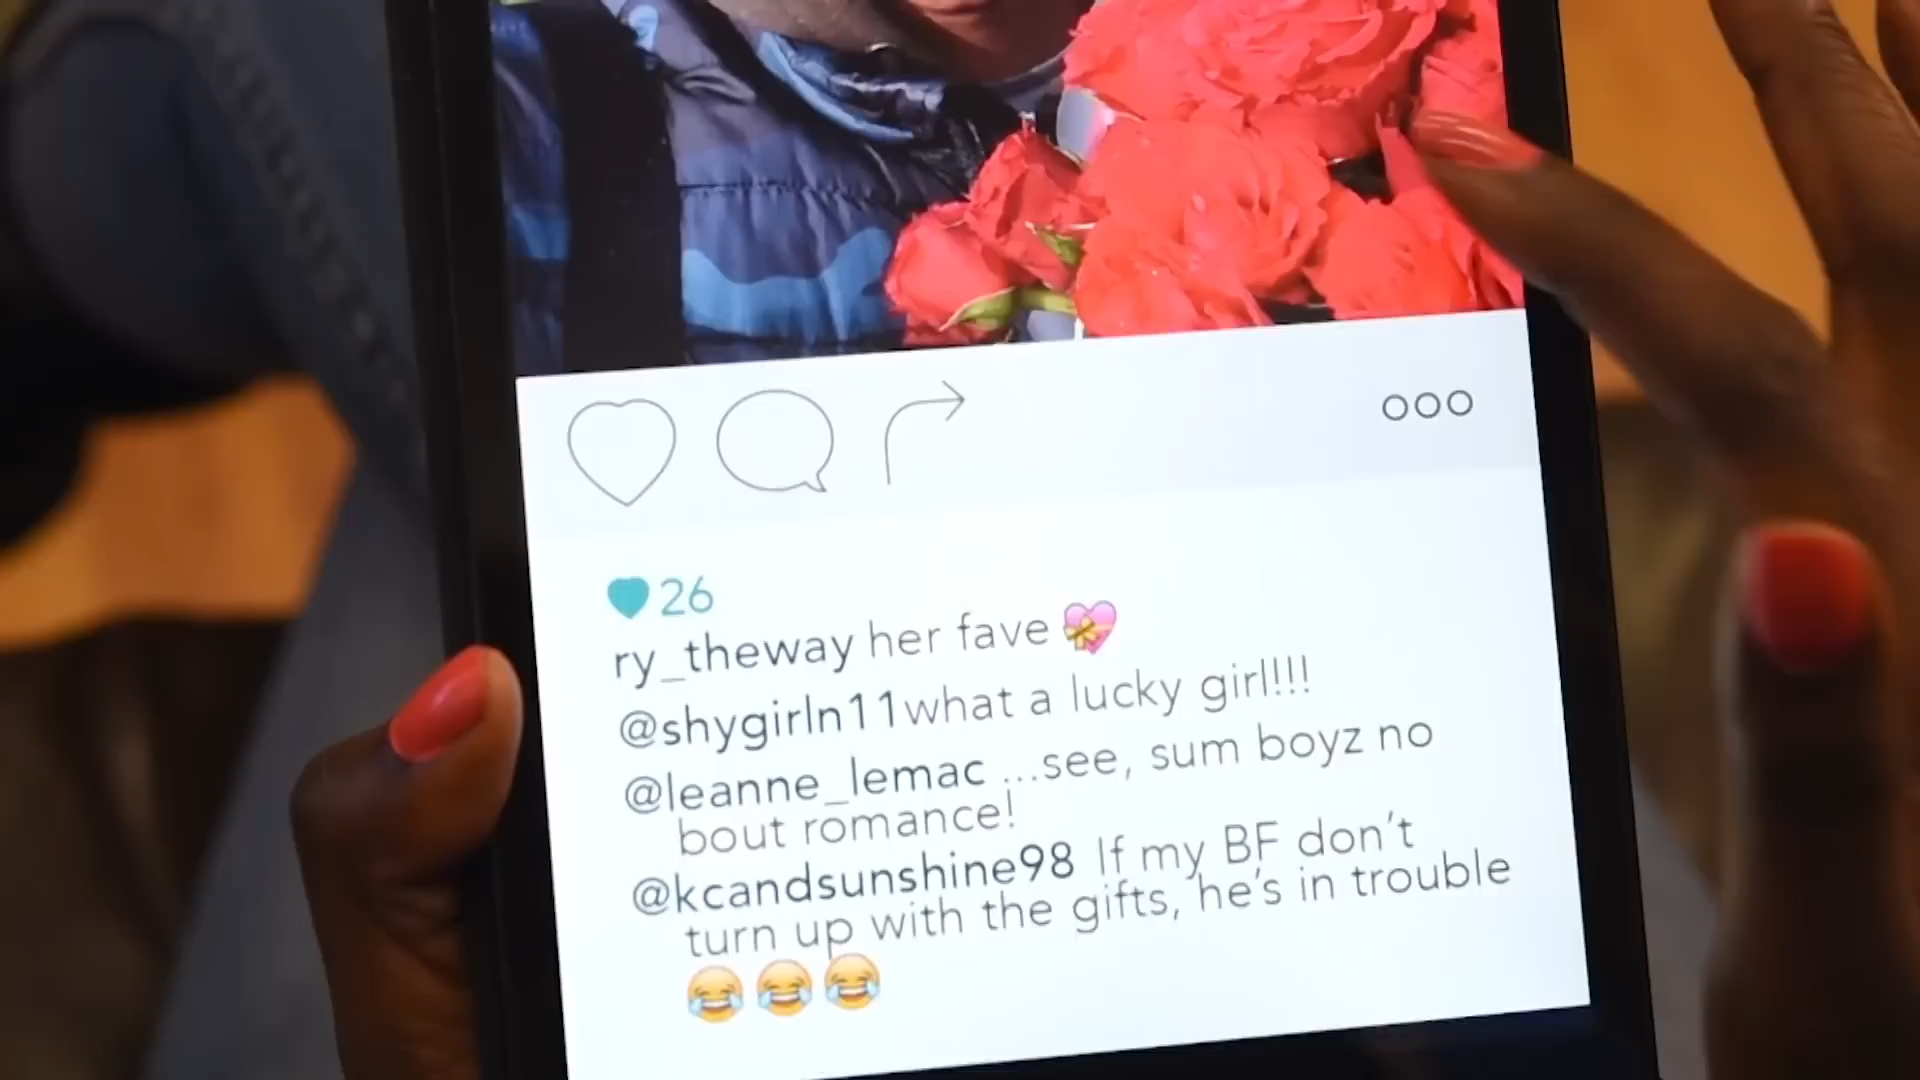 26
ry_theway her fave 💝
@shygirln11what a lucky girl!!!
@leanne_lemac ...see, sum boyz no
bout romance!
@kcandsunshine98 If my BF don't
turn up with the gifts, he's in trouble
😂😂😂